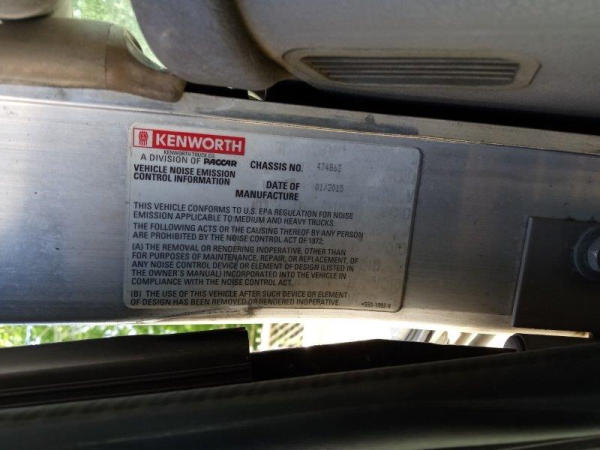 KENWORTH
KENWORTH TRUCK CO.
A DIVISION OF PACCAR
VEHICLE NOISE EMISSION
CONTROL INFORMATION
CHASSIS NO.
DATE OF 01/2015
MANUFACTURE
THIS VEHICLE CONFORMS TO U.S. EPA REGULATION FOR NOISE
EMISSION APPLICABLE TO MEDIUM AND HEAVY TRUCKS.
THE FOLLOWING ACTS OR THE CAUSING THEREOF BY ANY PERSON
ARE PROHIBITED BY THE NOISE CONTROL ACT OF 1972.
(A) THE REMOVAL OR RENDERING INOPERATIVE, OTHER THAN
FOR PURPOSES OF MAINTENANCE, REPAIR, OR REPLACEMENT, OF
ANY NOISE CONTROL DEVICE OR ELEMENT OF DESIGN (LISTED IN
THE OWNER'S MANUAL) INCORPORATED INTO THE VEHICLE IN
COMPLIANCE WITH THE NOISE CONTROL ACT.
(B) THE USE OF THIS VEHICLE AFTER SUCH DEVICE OR ELEMENT
OF DESIGN HAS BEEN REMOVED OR RENDERED INOPERATIVE.